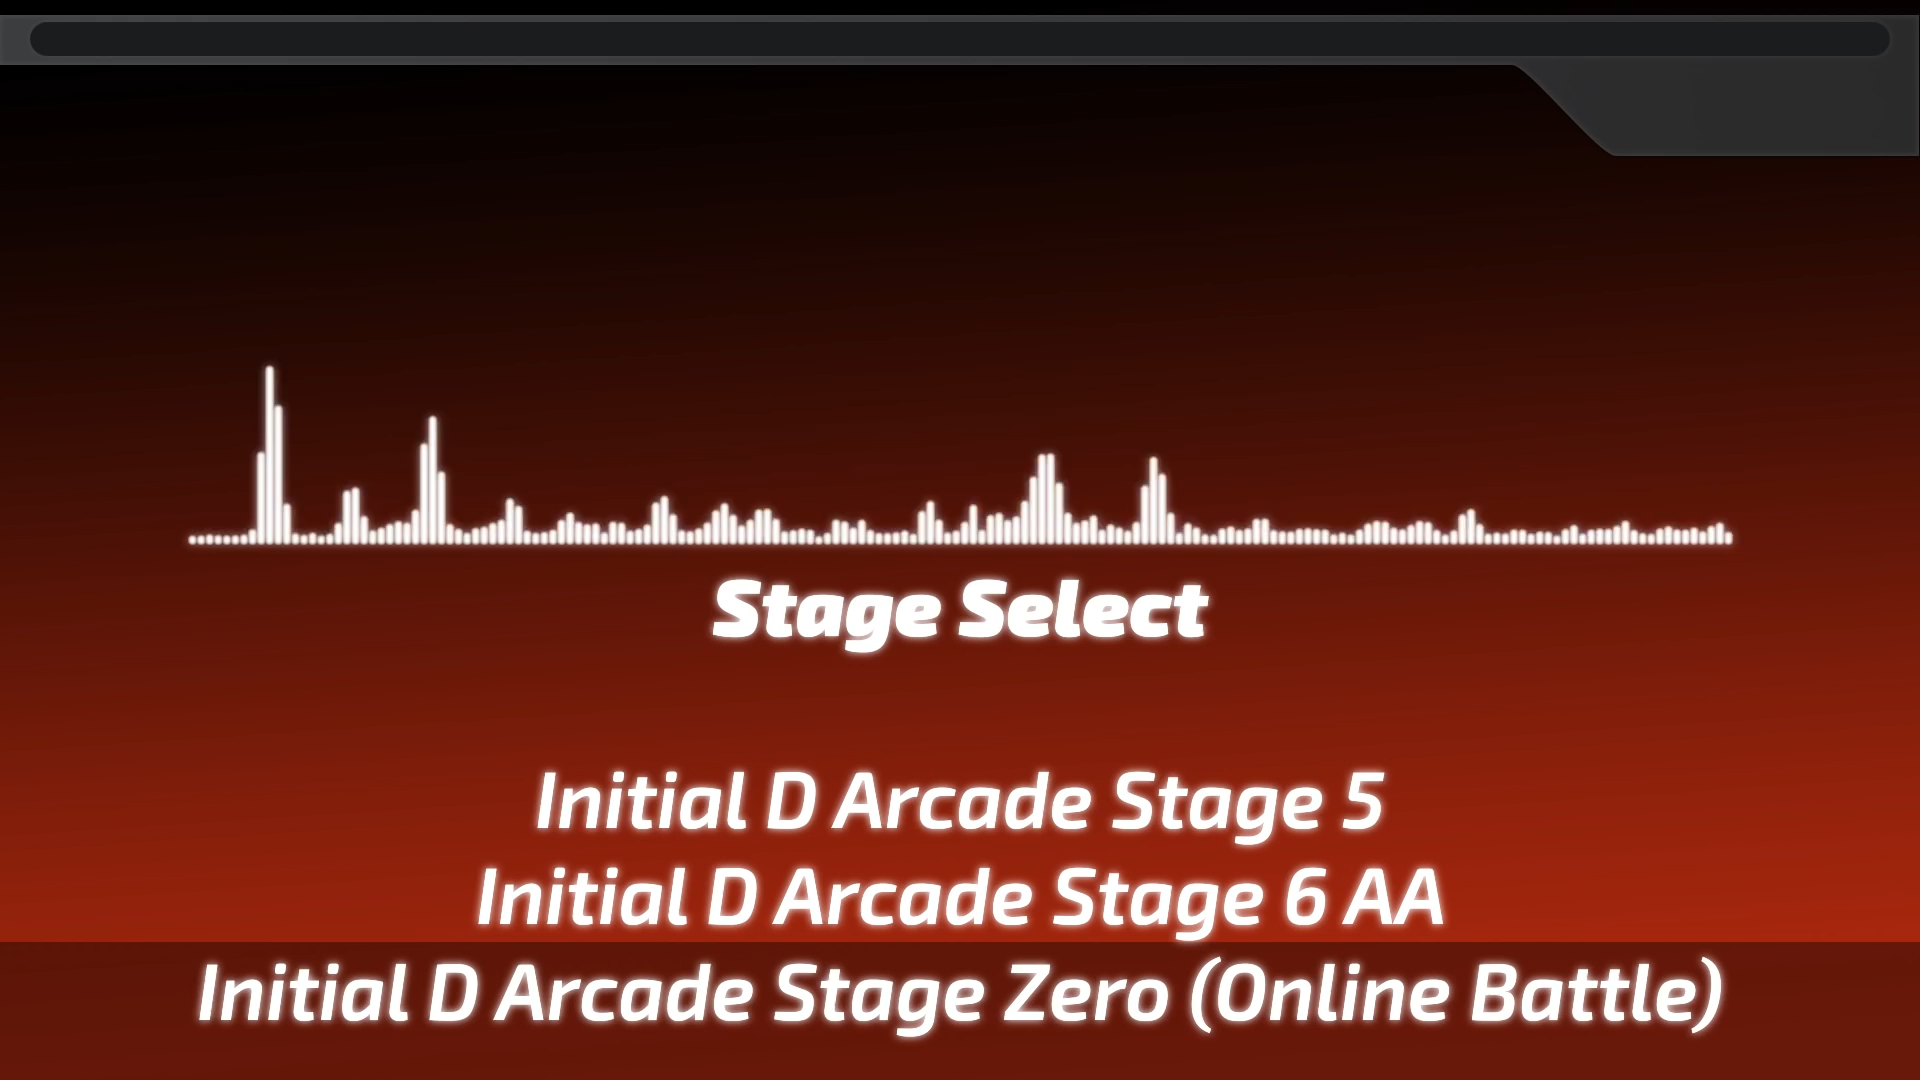 Stage Select
Initial D Arcade Stage 5
Initial D Arcade Stage 6 AA
Initial D Arcade Stage Zero (Online Battle)